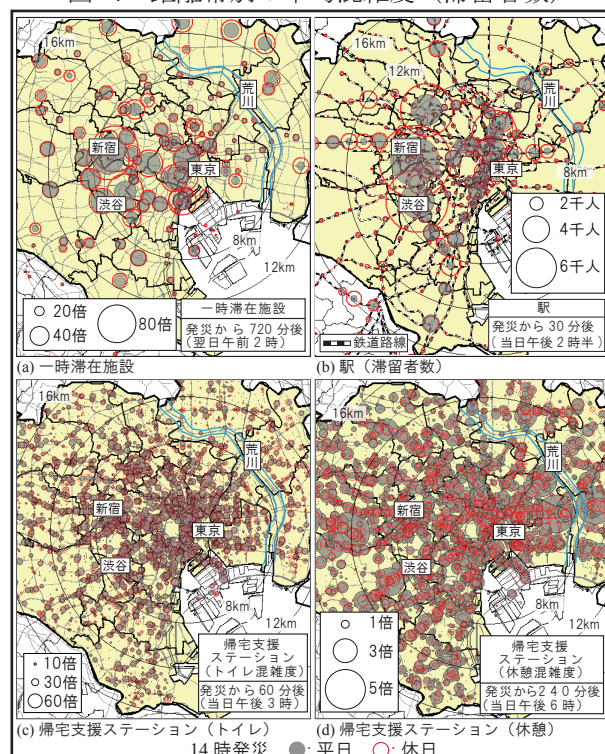 16km
12km
荒川
新宿
東京
渋谷
8km
12km
20倍
40倍
80倍
一時滞在施設
発災から720分後
(翌日午前2時)
(a) 一時滞在施設
16km
12km
荒川
新宿
東京
8km
渋谷
2千人
4千人
6千人
鉄道路線
駅
発災から30分後
(当日午後2時半)
(b) 駅(滞留者数)
16km
荒川
新宿
東京
渋谷
8km
12km
10倍
30倍
60倍
帰宅支援
ステーション
(トイレ混雑度)
発災から60分後
(当日午後3時)
(c) 帰宅支援ステーション(トイレ)
16km
荒川
新宿
東京
渋谷
8km
12km
1倍
3倍
5倍
帰宅支援
ステーション
(休憩混雑度)
発災から240分後
(当日午後6時)
(d) 帰宅支援ステーション(休憩)
14時発災 :平日 :休日